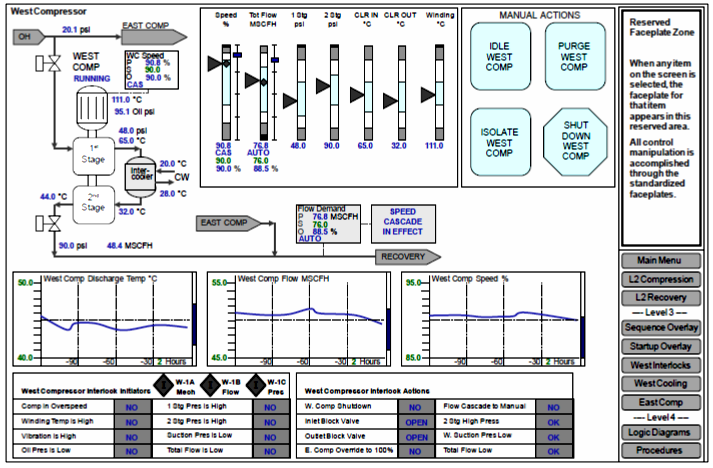 West Compressor
20.1 psi
EAST COMP
OH
WEST
COMP
RUNNING
WC Speed
P 90.8 %
S 90.0
O 90.0 %
CAS
111.0 °C
95.1 Oil psi
48.0 psi
65.0 °C
1st
Stage
Inter-
cooler
20.0 °C
CW
28.0 °C
2nd
Stage
44.0 °C
32.0 °C
90.0 psi
48.4 MSCFH
Speed
%
Tot Flow
MSCFH
1 Stg
psi
2 Stg
psi
CLR IN
°C
CLR OUT
°C
Winding
°C
90.8 76.8 48.0 90.0 65.0 32.0 111.0
CAS AUTO
90.0 76.0
90.0 % 88.5 %
MANUAL ACTIONS
IDLE
WEST
COMP
PURGE
WEST
COMP
ISOLATE
WEST
COMP
SHUT
DOWN
WEST
COMP
EAST COMP
Flow Demand
P 76.8 MSCFH
S 76.0
O 88.5 %
AUTO
SPEED
CASCADE
IN EFFECT
RECOVERY
Reserved
Faceplate Zone
When any item
on the screen is
selected, the
faceplate for
that item
appears in this
reserved area.
All control
manipulation is
accomplished
through the
standardized
faceplates.
Main Menu
L2 Compression
L2 Recovery
---- Level 3 ----
Sequence Overlay
Startup Overlay
West Interlocks
West Cooling
East Comp
---- Level 4 ----
Logic Diagrams
Procedures
50.0
West Comp Discharge Temp °C
40.0
-90 -60 -30 2 Hours
55.0
West Comp Flow MSCFH
45.0
-90 -60 -30 2 Hours
95.0
West Comp Speed %
85.0
-90 -60 -30 2 Hours
West Compressor Interlock Initiators
I W-1A
Mech
I W-1B
Flow
I W-1C
Pres
Comp in Overspeed NO 1 Stg Pres is High NO
Winding Temp is High NO 2 Stg Pres is High NO
Vibration is High NO Suction Pres is Low NO
Oil Pres is Low NO Total Flow is Low NO
West Compressor Interlock Actions
W. Comp Shutdown NO Flow Cascade to Manual NO
Inlet Block Valve OPEN 2 Stg High Press OK
Outlet Block Valve OPEN W. Suction Pres Low OK
E. Comp Override to 100% NO Total Flow Low OK